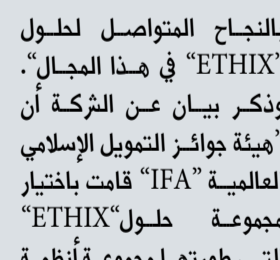 بالنجاح المتواصل لحلول
”ETHIX“ في هذا المجال“.
وذكر بيان عن الشركة أن
”هيئة جوائز التمويل الإسلامي
العالمية ”IFA“ قامت باختيار
مجموعة حلول“ETHIX”